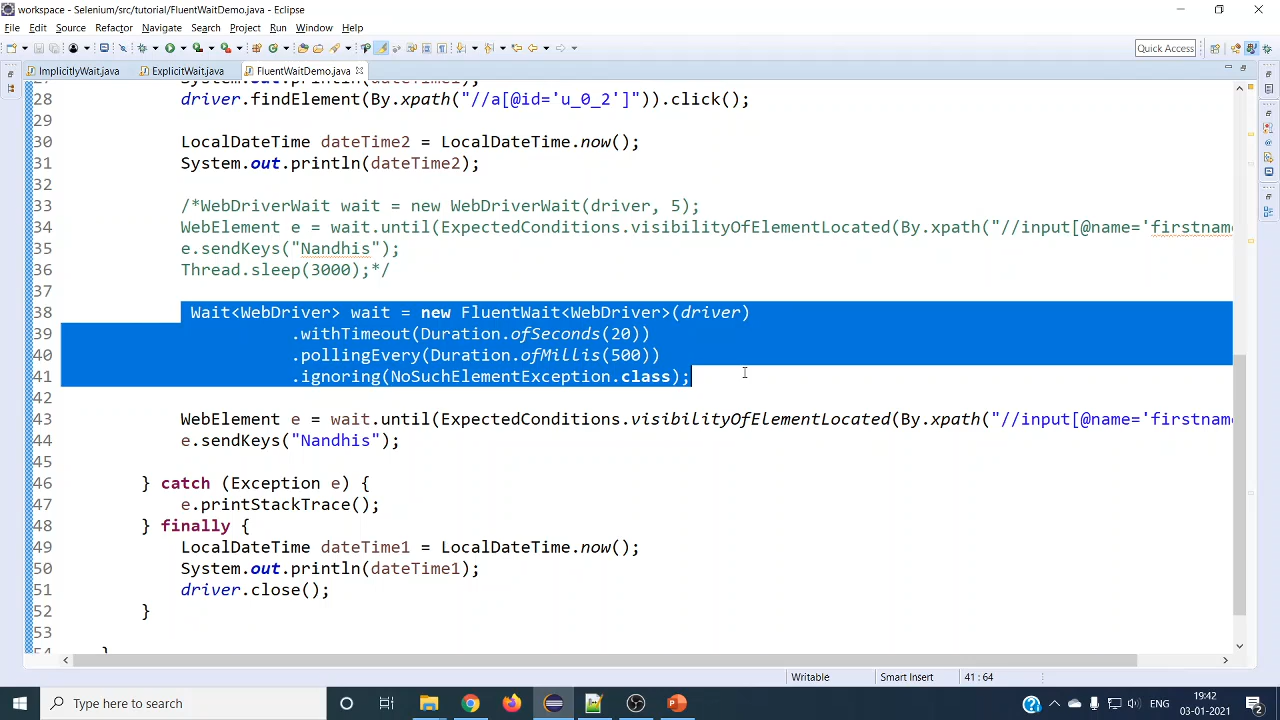 workspace - Selenium/src/tutorial/FluentWaitDemo.java - Eclipse
File Edit Source Refactor Navigate Search Project Run Window Help
Quick Access
ImplicitlyWait.java ExplicitWait.java FluentWaitDemo.java
28 driver.findElement(By.xpath("//a[@id='u_0_2']")).click();
29
30 LocalDateTime dateTime2 = LocalDateTime.now();
31 System.out.println(dateTime2);
32
33 /*WebDriverWait wait = new WebDriverWait(driver, 5);
34 WebElement e = wait.until(ExpectedConditions.visibilityOfElementLocated(By.xpath("//input[@name='firstnam
35 e.sendKeys("Nandhis");
36 Thread.sleep(3000);*/
37
38 Wait<WebDriver> wait = new FluentWait<WebDriver>(driver)
39 .withTimeout(Duration.ofSeconds(20))
40 .pollingEvery(Duration.ofMillis(500))
41 .ignoring(NoSuchElementException.class);
42
43 WebElement e = wait.until(ExpectedConditions.visibilityOfElementLocated(By.xpath("//input[@name='firstnam
44 e.sendKeys("Nandhis");
45
46 } catch (Exception e) {
47 e.printStackTrace();
48 } finally {
49 LocalDateTime dateTime1 = LocalDateTime.now();
50 System.out.println(dateTime1);
51 driver.close();
52 }
53
Writable Smart Insert 41 : 64
Type here to search
19:42
03-01-2021